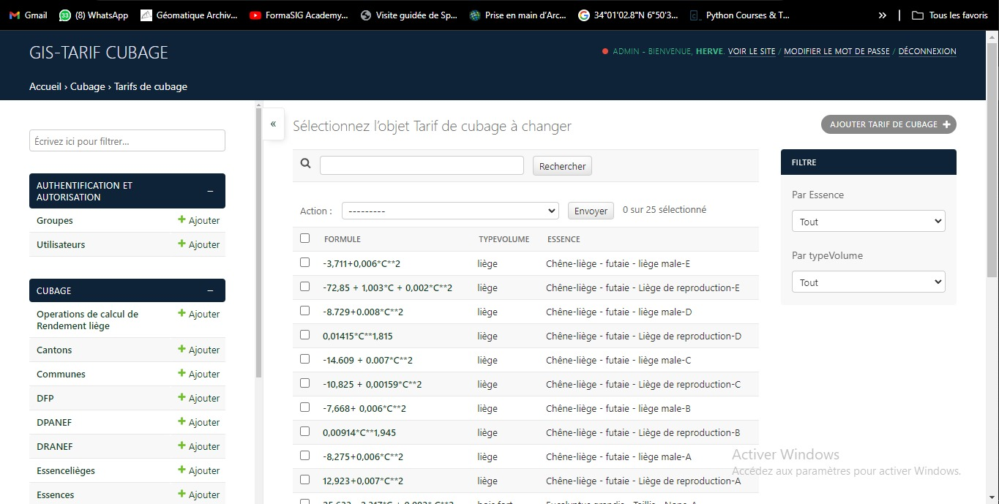 Gmail (8) WhatsApp Géomatique Archiv... FormaSIG Academy... Visite guidée de Sp... Prise en main d'Arc... 34°01'02.8"N 6°50'3... Python Courses & T... » Tous les favoris
GIS-TARIF CUBAGE
ADMIN - BIENVENUE, HERVE. VOIR LE SITE / MODIFIER LE MOT DE PASSE / DÉCONNEXION
Accueil › Cubage › Tarifs de cubage
Écrivez ici pour filtrer...
AUTHENTIFICATION ET
AUTORISATION
Groupes + Ajouter
Utilisateurs + Ajouter
CUBAGE
Operations de calcul de
Rendement liège + Ajouter
Cantons + Ajouter
Communes + Ajouter
DFP + Ajouter
DPANEF + Ajouter
DRANEF + Ajouter
Essencelièges + Ajouter
Essences + Ajouter
«
Sélectionnez l'objet Tarif de cubage à changer
AJOUTER TARIF DE CUBAGE +
Rechercher
Action : --------- Envoyer 0 sur 25 sélectionné
FORMULE TYPEVOLUME ESSENCE
-3,711+0,006*C**2 liège Chêne-liège - futaie - liège male-E
-72,85 + 1,003*C + 0,002*C**2 liège Chêne-liège - futaie - Liège de reproduction-E
-8.729+0.008*C**2 liège Chêne-liège - futaie - liège male-D
0,01415*C**1,815 liège Chêne-liège - futaie - Liège de reproduction-D
-14.609 + 0.007*C**2 liège Chêne-liège - futaie - liège male-C
-10,825 + 0,00159*C**2 liège Chêne-liège - futaie - Liège de reproduction-C
-7,668+ 0,006*C**2 liège Chêne-liège - futaie - liège male-B
0,00914*C**1,945 liège Chêne-liège - futaie - Liège de reproduction-B
-8,275+0,006*C**2 liège Chêne-liège - futaie - liège male-A
12,923+0,007*C**2 liège Chêne-liège - futaie - Liège de reproduction-A
FILTRE
Par Essence
Tout
Par typeVolume
Tout
Activer Windows
Accédez aux paramètres pour activer Windows.